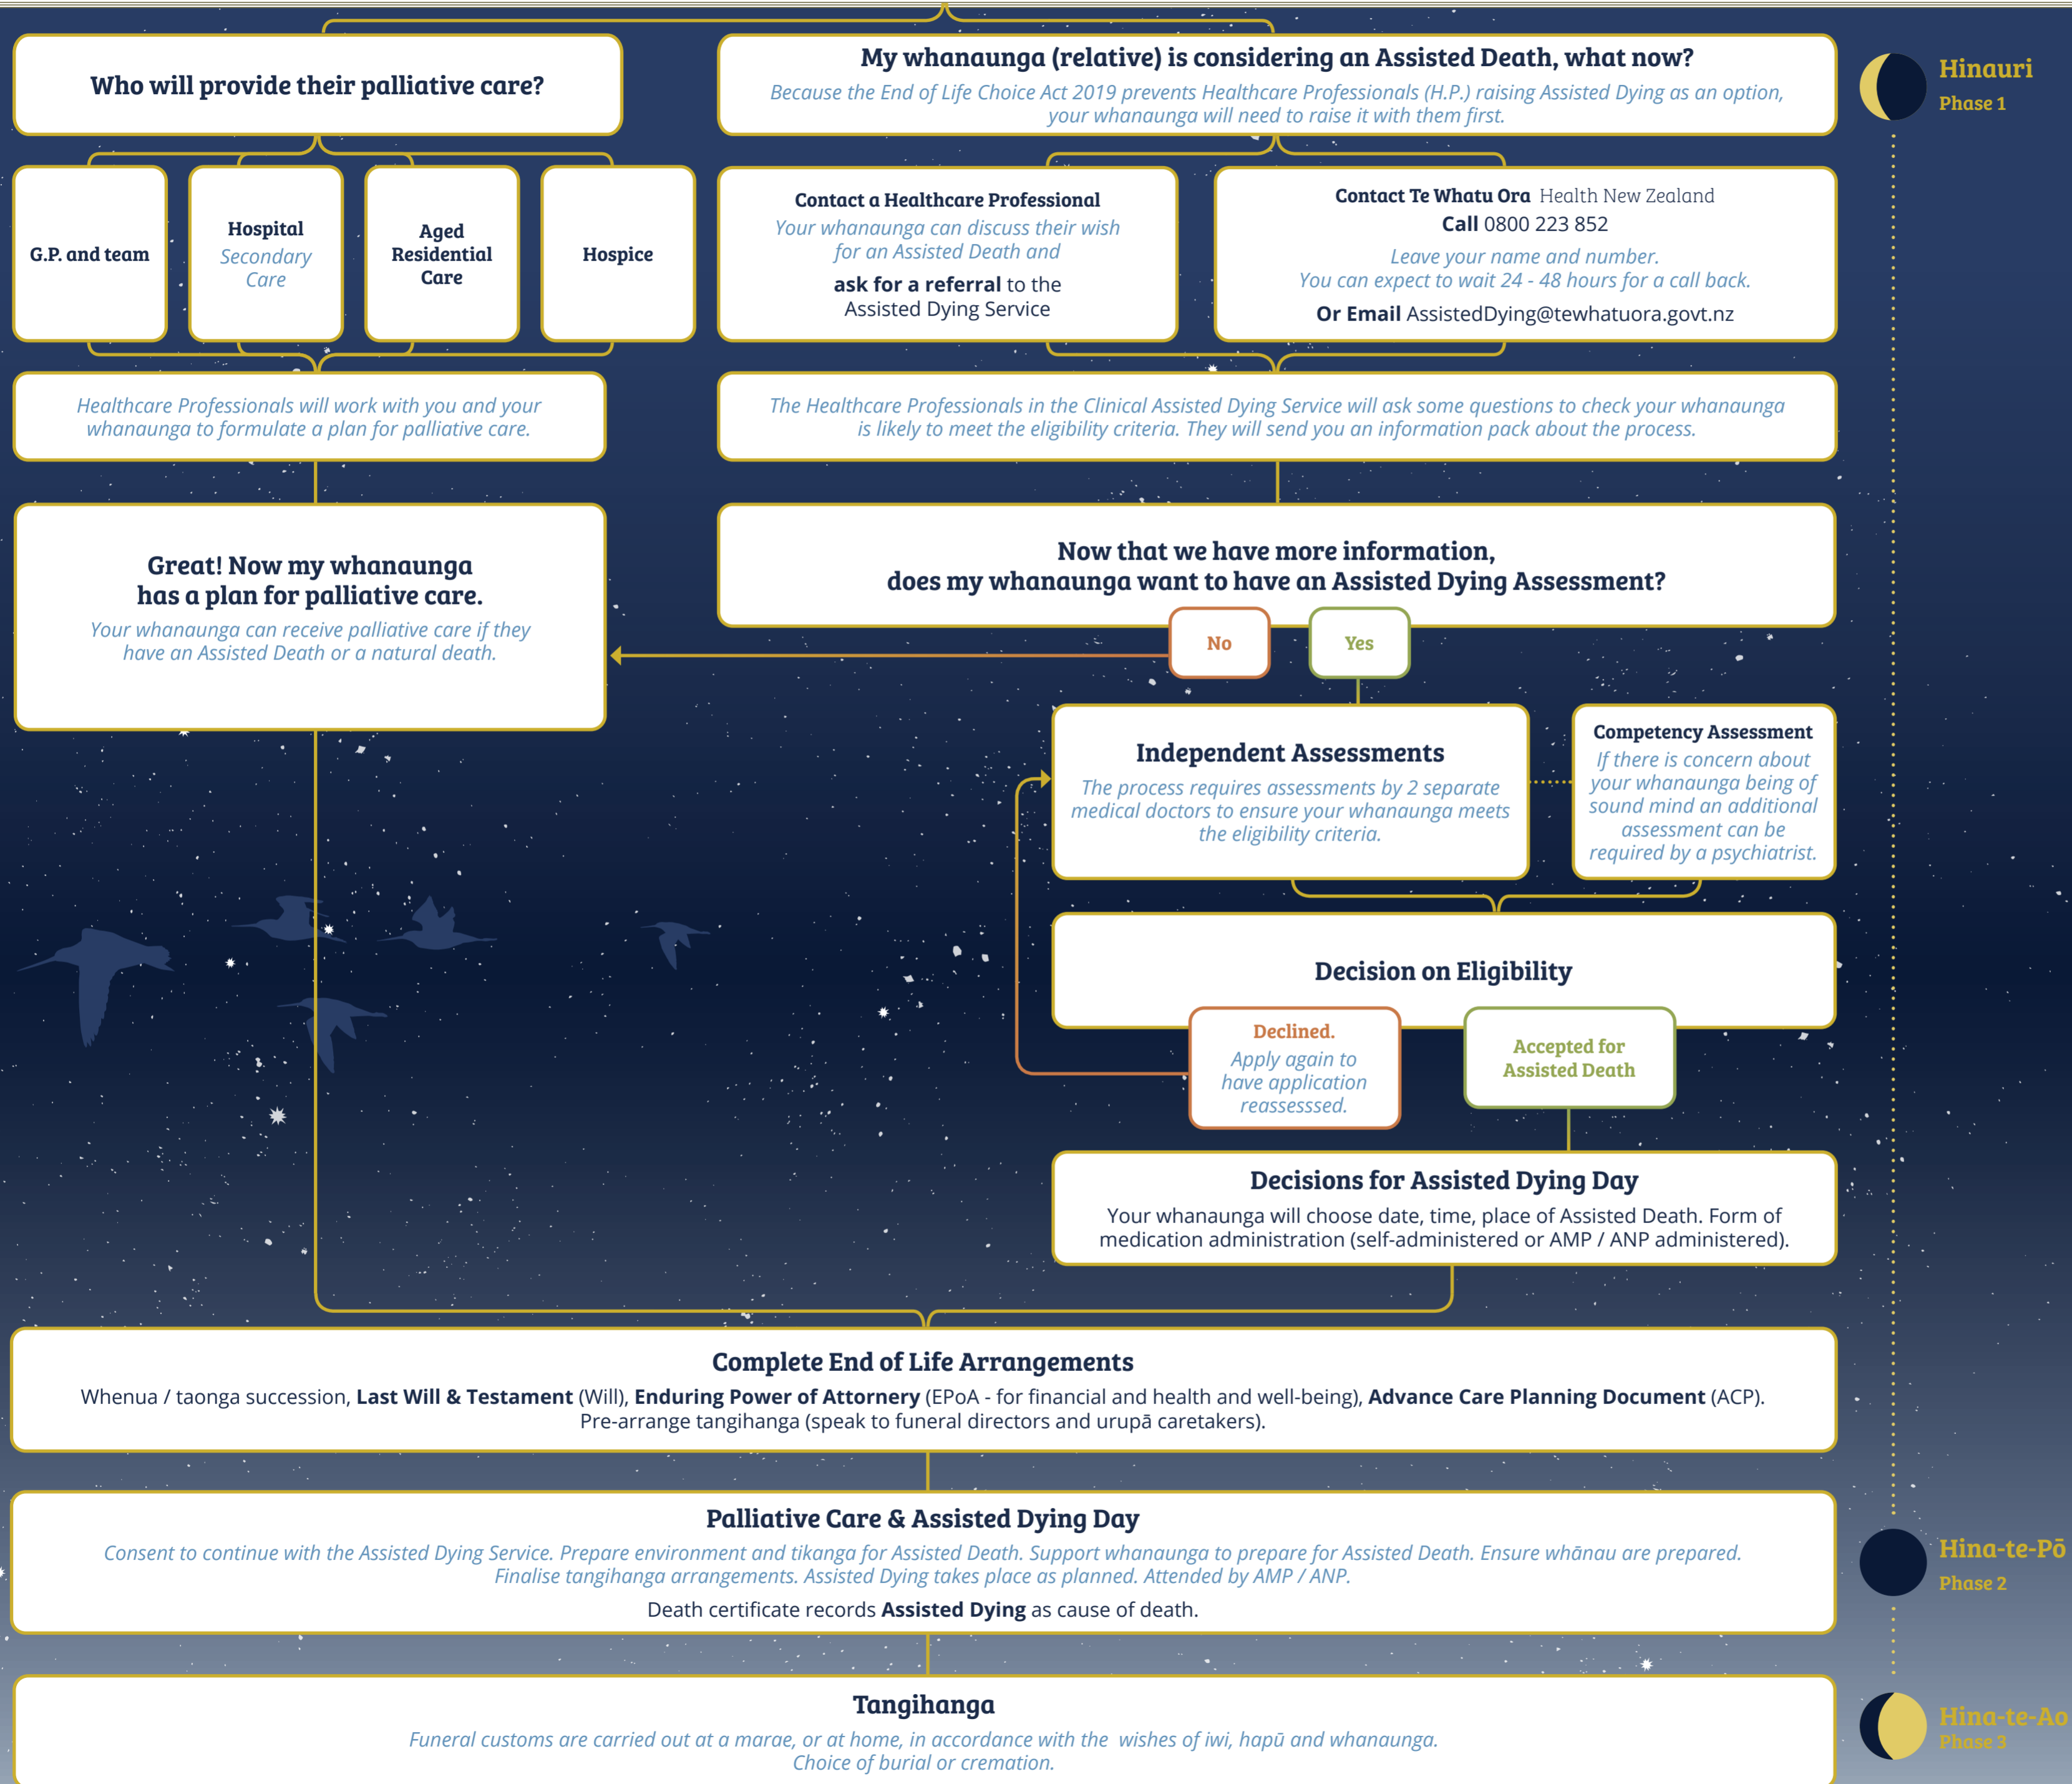 Who will provide their palliative care?
My whanaunga (relative) is considering an Assisted Death, what now?
Because the End of Life Choice Act 2019 prevents Healthcare Professionals (H.P.) raising Assisted Dying as an option,
your whanaunga will need to raise it with them first.
Hinauri
Phase 1
G.P. and team
Hospital
Secondary
Care
Aged
Residential
Care
Hospice
Contact a Healthcare Professional
Your whanaunga can discuss their wish
for an Assisted Death and
ask for a referral to the
Assisted Dying Service
Contact Te Whatu Ora Health New Zealand
Call 0800 223 852
Leave your name and number.
You can expect to wait 24 - 48 hours for a call back.
Or Email AssistedDying@tewhatuora.govt.nz
Healthcare Professionals will work with you and your
whanaunga to formulate a plan for palliative care.
The Healthcare Professionals in the Clinical Assisted Dying Service will ask some questions to check your whanaunga
is likely to meet the eligibility criteria. They will send you an information pack about the process.
Great! Now my whanaunga
has a plan for palliative care.
Your whanaunga can receive palliative care if they
have an Assisted Death or a natural death.
Now that we have more information,
does my whanaunga want to have an Assisted Dying Assessment?
No
Yes
Independent Assessments
The process requires assessments by 2 separate
medical doctors to ensure your whanaunga meets
the eligibility criteria.
Competency Assessment
If there is concern about
your whanaunga being of
sound mind an additional
assessment can be
required by a psychiatrist.
Decision on Eligibility
Declined.
Apply again to
have application
reassesssed.
Accepted for
Assisted Death
Decisions for Assisted Dying Day
Your whanaunga will choose date, time, place of Assisted Death. Form of
medication administration (self-administered or AMP / ANP administered).
Complete End of Life Arrangements
Whenua / taonga succession, Last Will & Testament (Will), Enduring Power of Attornery (EPoA - for financial and health and well-being), Advance Care Planning Document (ACP).
Pre-arrange tangihanga (speak to funeral directors and urupā caretakers).
Palliative Care & Assisted Dying Day
Consent to continue with the Assisted Dying Service. Prepare environment and tikanga for Assisted Death. Support whanaunga to prepare for Assisted Death. Ensure whānau are prepared.
Finalise tangihanga arrangements. Assisted Dying takes place as planned. Attended by AMP / ANP.
Death certificate records Assisted Dying as cause of death.
Hina-te-Pō
Phase 2
Tangihanga
Funeral customs are carried out at a marae, or at home, in accordance with the wishes of iwi, hapū and whanaunga.
Choice of burial or cremation.
Hina-te-Ao
Phase 3